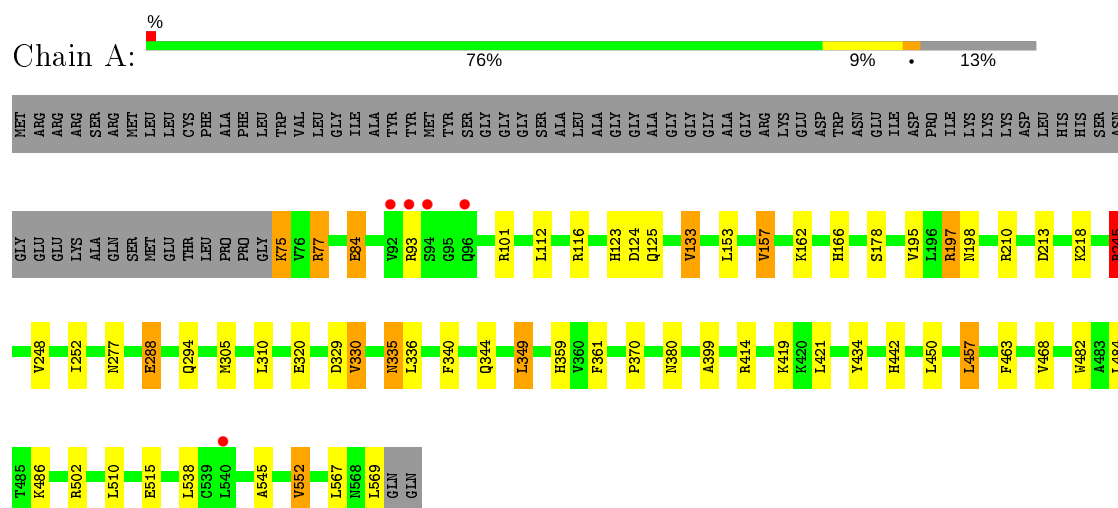 %
Chain A:
76% 9% • 13%
MET ARG ARG ARG SER ARG MET LEU LEU CYS PHE ALA PHE LEU TRP VAL LEU GLY ILE ALA TYR TYR MET TYR SER GLY GLY GLY SER ALA LEU ALA GLY GLY ALA GLY GLY GLY ALA GLY ARG LYS GLU ASP TRP ASN GLU ILE ASP PRO ILE LYS LYS LYS ASP LEU HIS HIS SER ASN
GLY GLU GLU LYS ALA GLN SER MET GLU THR LEU PRO PRO GLY K75 V76 R77 E84 V92 R93 S94 G95 Q96 R101 L112 R116 H123 D124 Q125 V133 L153 V157 K162 H166 S178 V195 L196 R197 N198 R210 D213 K218 R245
V248 I252 N277 E288 Q294 M305 L310 E320 D329 V330 N335 L336 F340 Q344 L349 H359 V360 F361 P370 N380 A399 R414 K419 K420 L421 Y434 H442 L450 L457 F463 V468 W482 A483 L484
T485 K486 R502 L510 E515 L538 C539 L540 A545 V552 L567 N568 L569 GLN GLN